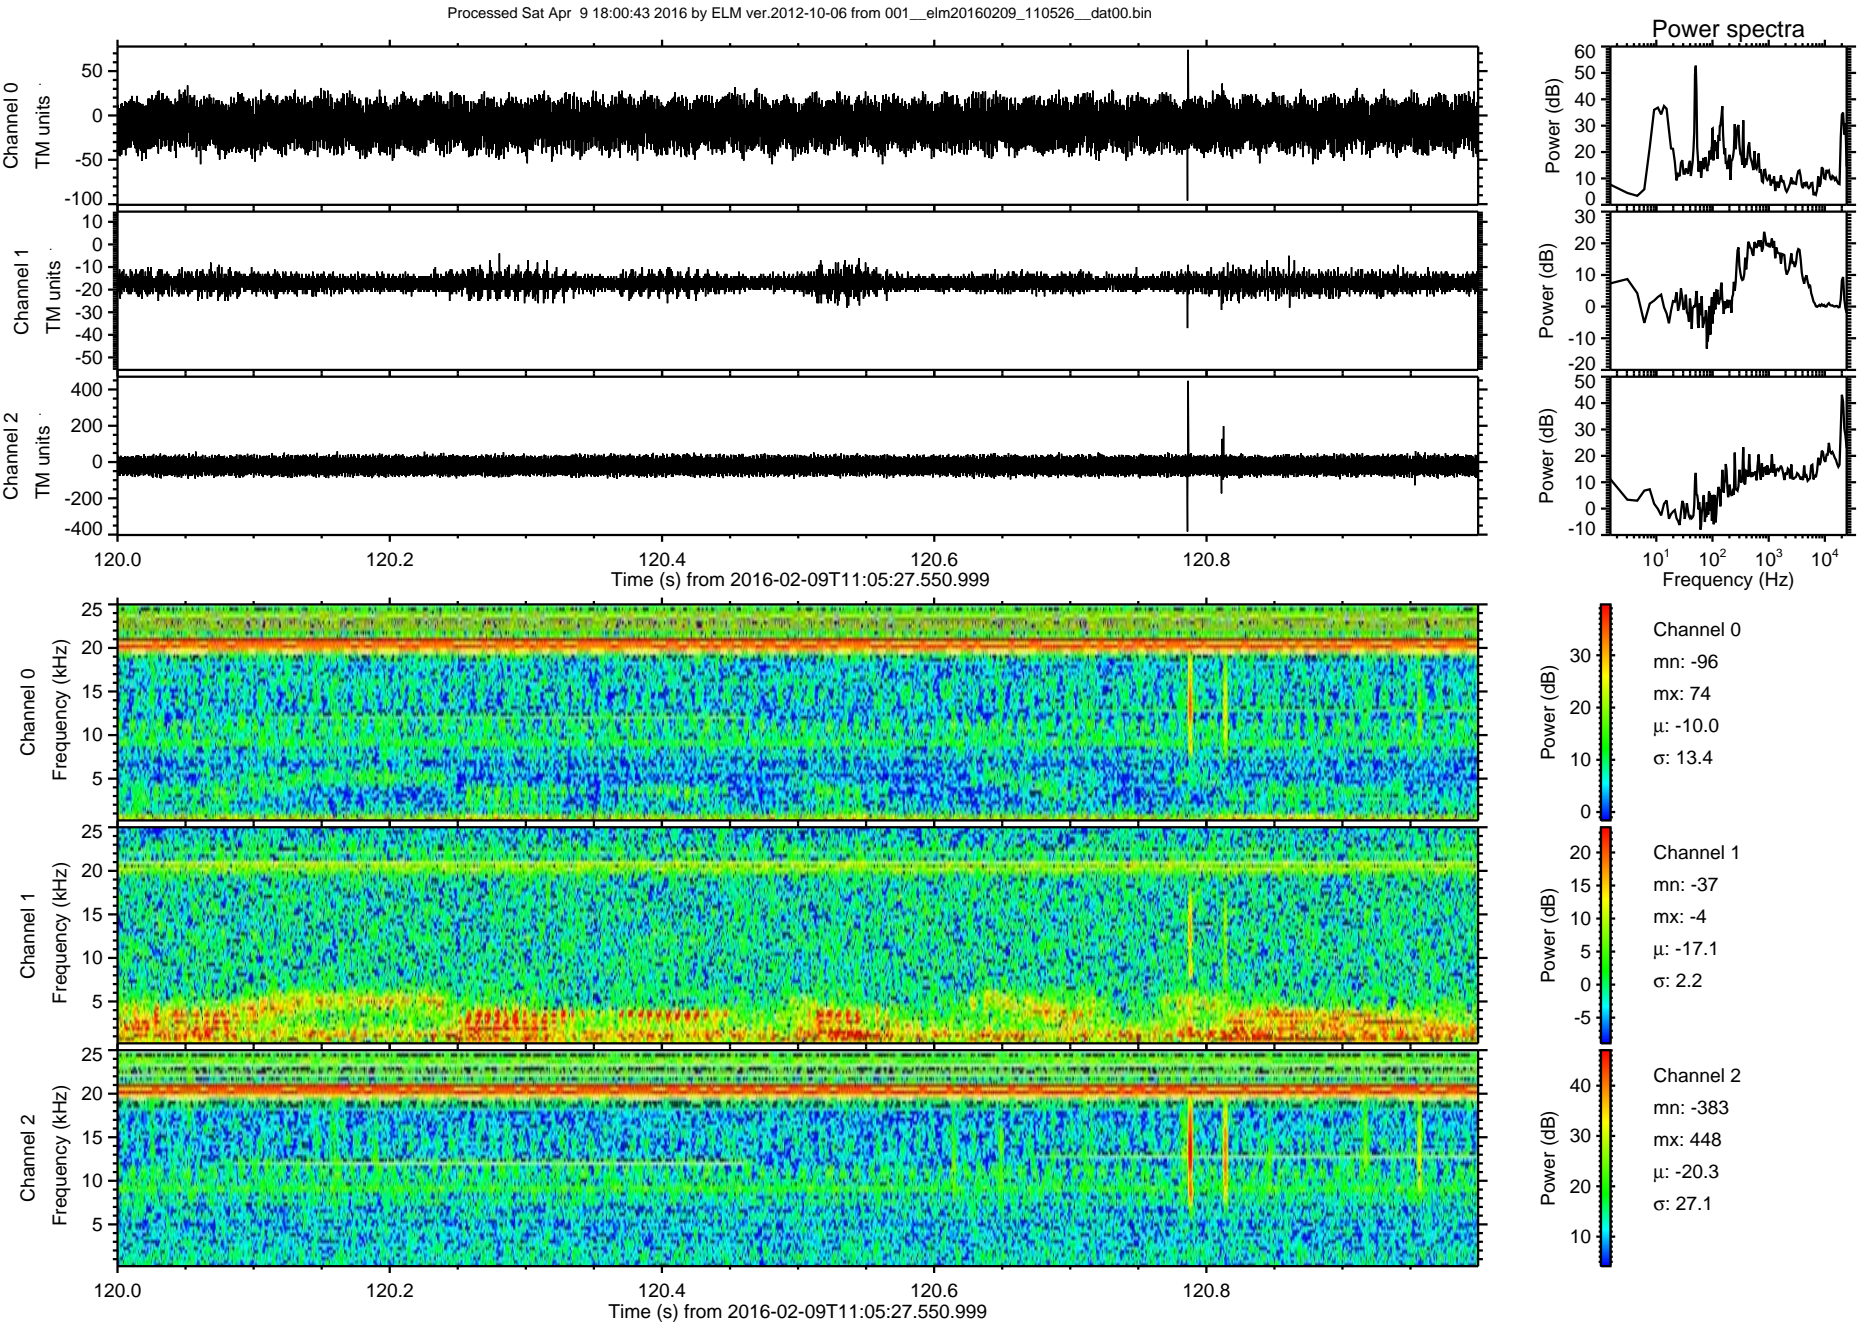 Processed Sat Apr  9 18:00:43 2016 by ELM ver.2012-10-06 from 001__elm20160209_110526__dat00.bin
Power spectra
Channel 0
TM units
50
0
-50
-100
Power (dB)
60
50
40
30
20
10
0
Channel 1
TM units
10
0
-10
-20
-30
-40
-50
Power (dB)
30
20
10
0
-10
-20
Channel 2
TM units
400
200
0
-200
-400
Power (dB)
50
40
30
20
10
0
-10
120.0 120.2 120.4 120.6 120.8
Time (s) from 2016-02-09T11:05:27.550.999
10¹ 10² 10³ 10⁴
Frequency (Hz)
Channel 0
Frequency (kHz)
25
20
15
10
5
Power (dB)
30
20
10
0
Channel 0
mn: -96
mx: 74
μ: -10.0
σ: 13.4
Channel 1
Frequency (kHz)
25
20
15
10
5
Power (dB)
20
15
10
5
0
-5
Channel 1
mn: -37
mx: -4
μ: -17.1
σ: 2.2
Channel 2
Frequency (kHz)
25
20
15
10
5
Power (dB)
40
30
20
10
Channel 2
mn: -383
mx: 448
μ: -20.3
σ: 27.1
120.0 120.2 120.4 120.6 120.8
Time (s) from 2016-02-09T11:05:27.550.999